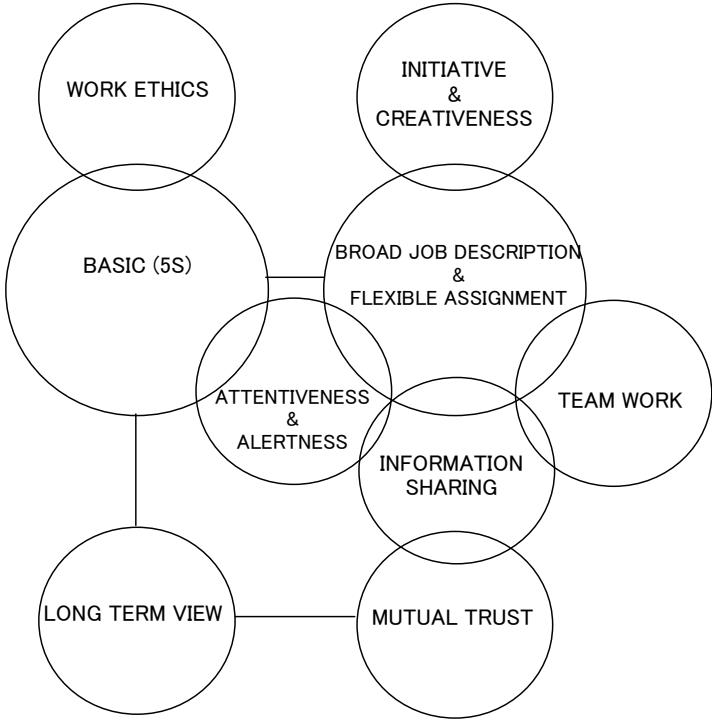 WORK ETHICS
INITIATIVE
&
CREATIVENESS
BASIC (5S)
BROAD JOB DESCRIPTION
&
FLEXIBLE ASSIGNMENT
ATTENTIVENESS
&
ALERTNESS
TEAM WORK
INFORMATION
SHARING
LONG TERM VIEW
MUTUAL TRUST